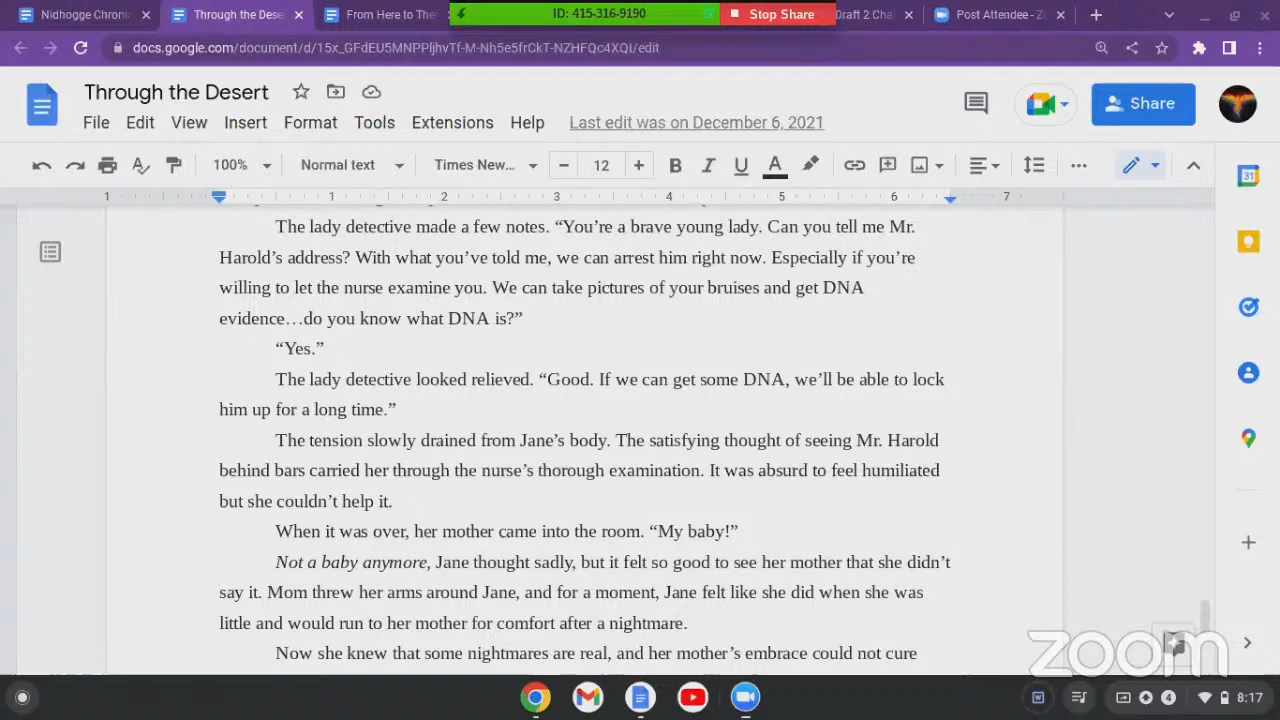 Nidhogge Chron
Through the Dese
From Here to The
ID: 415-316-9190
Stop Share
Draft 2 Cha
Post Attendee - Zo
docs.google.com/document/d/15x_GFdEU5MNPPljhvTf-M-Nh5e5frCkT-NZHFQc4XQI/edit
Through the Desert
Share
File Edit View Insert Format Tools Extensions Help Last edit was on December 6, 2021
100% Normal text Times New... 12 B I U A
1 1 2 3 4 5 6 7
The lady detective made a few notes. “You’re a brave young lady. Can you tell me Mr.
Harold’s address? With what you’ve told me, we can arrest him right now. Especially if you’re
willing to let the nurse examine you. We can take pictures of your bruises and get DNA
evidence…do you know what DNA is?”
“Yes.”
The lady detective looked relieved. “Good. If we can get some DNA, we’ll be able to lock
him up for a long time.”
The tension slowly drained from Jane’s body. The satisfying thought of seeing Mr. Harold
behind bars carried her through the nurse’s thorough examination. It was absurd to feel humiliated
but she couldn’t help it.
When it was over, her mother came into the room. “My baby!”
Not a baby anymore, Jane thought sadly, but it felt so good to see her mother that she didn’t
say it. Mom threw her arms around Jane, and for a moment, Jane felt like she did when she was
little and would run to her mother for comfort after a nightmare.
Now she knew that some nightmares are real, and her mother’s embrace could not cure
zoom
4 8:17